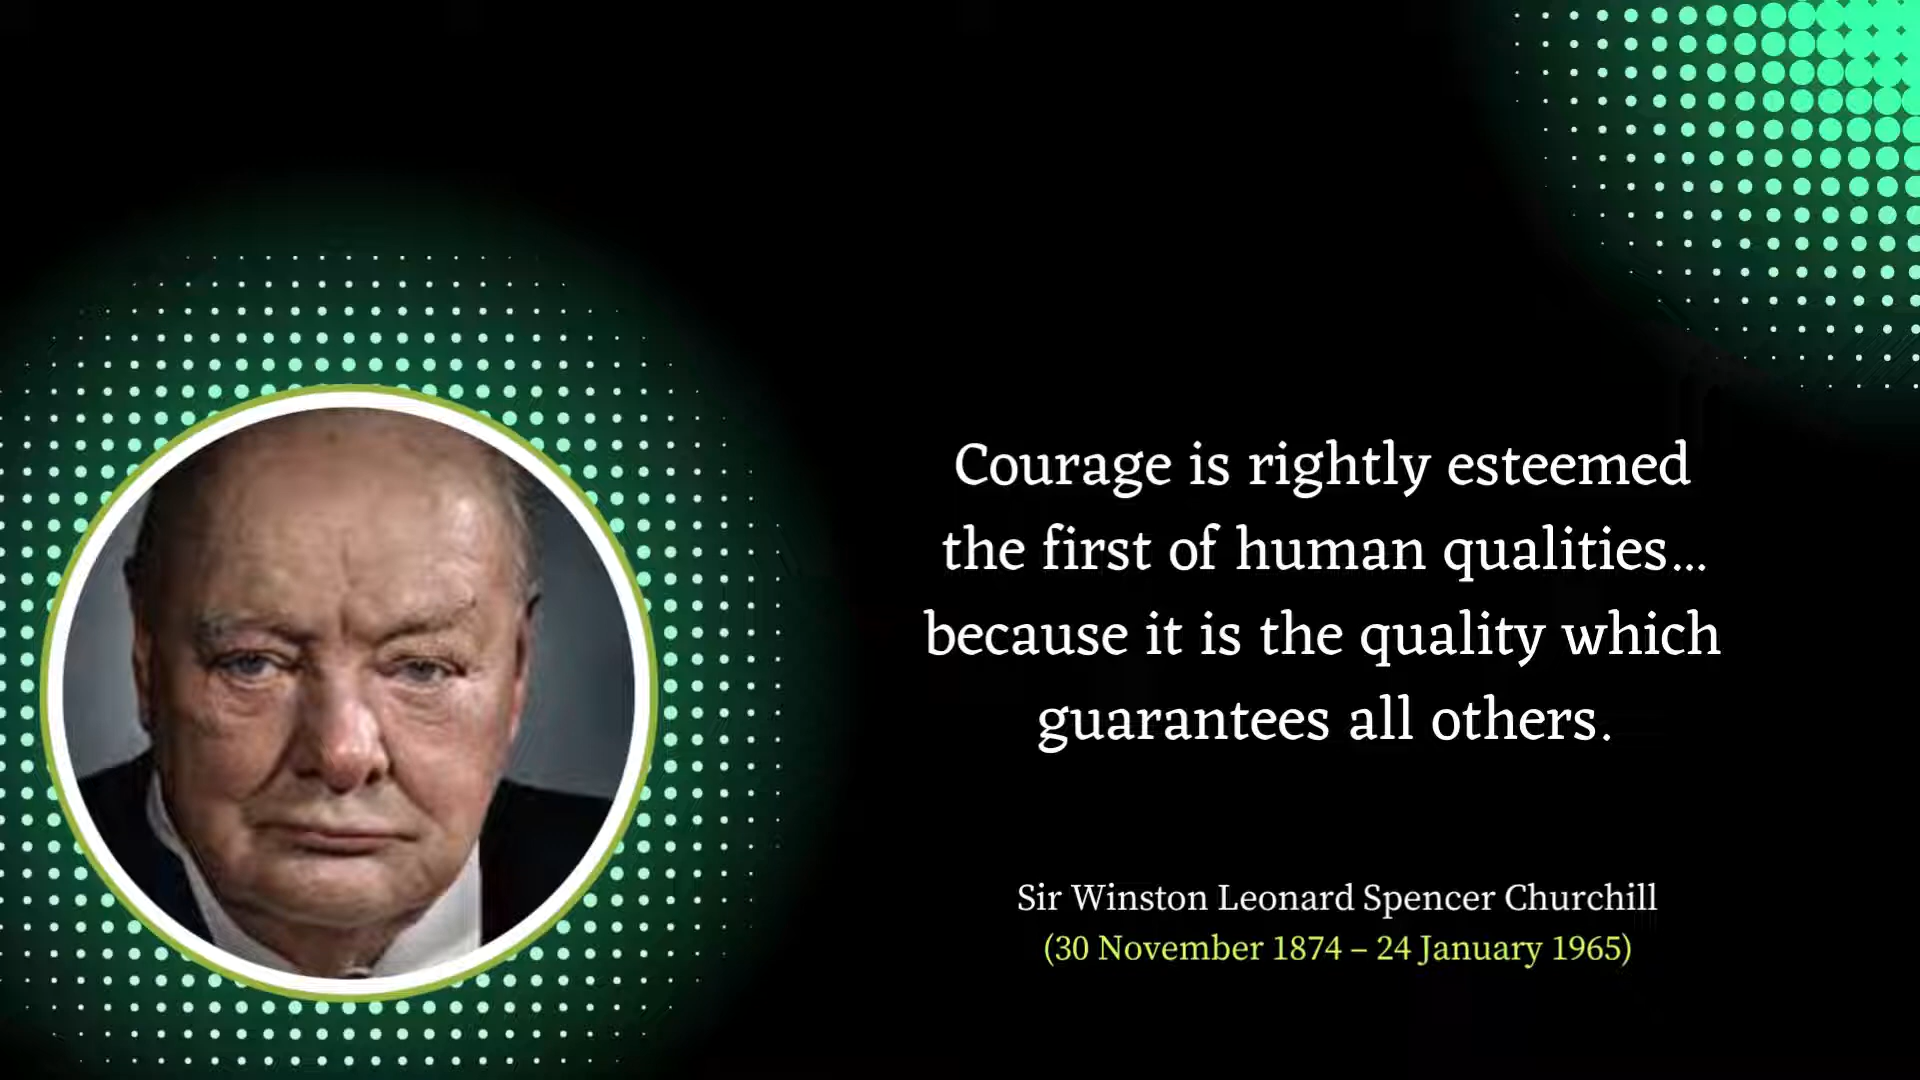 Courage is rightly esteemed
the first of human qualities...
because it is the quality which
guarantees all others.
Sir Winston Leonard Spencer Churchill
(30 November 1874 – 24 January 1965)